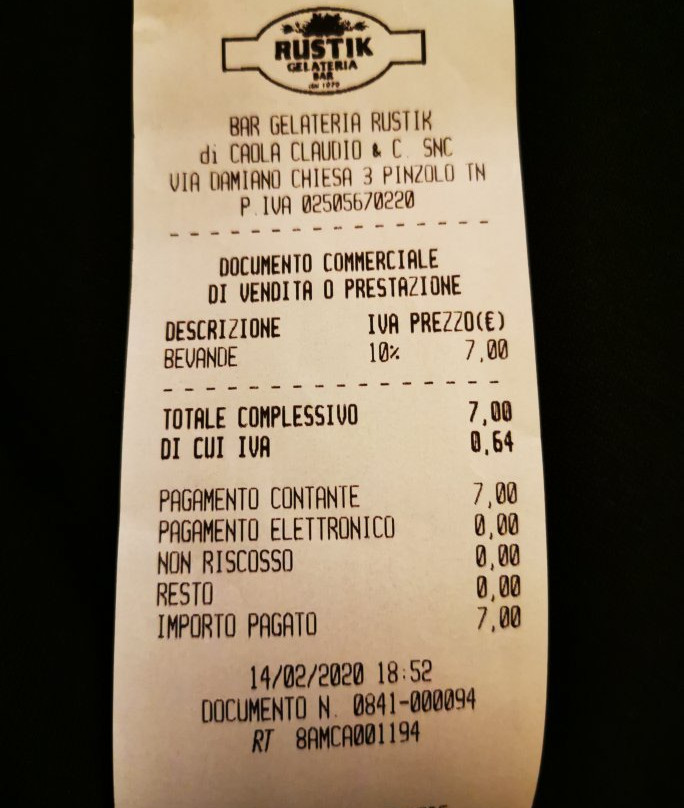 RUSTIK
GELATERIA
BAR
BAR GELATERIA RUSTIK
di CAOLA CLAUDIO & C. SNC
VIA DAMIANO CHIESA 3 PINZOLO TN
P.IVA 02505670220
DOCUMENTO COMMERCIALE
DI VENDITA O PRESTAZIONE
DESCRIZIONE IVA PREZZO(€)
BEVANDE 10% 7,00
TOTALE COMPLESSIVO 7,00
DI CUI IVA 0,64
PAGAMENTO CONTANTE 7,00
PAGAMENTO ELETTRONICO 0,00
NON RISCOSSO 0,00
RESTO 0,00
IMPORTO PAGATO 7,00
14/02/2020 18:52
DOCUMENTO N. 0841-000094
RT 8AMCA001194